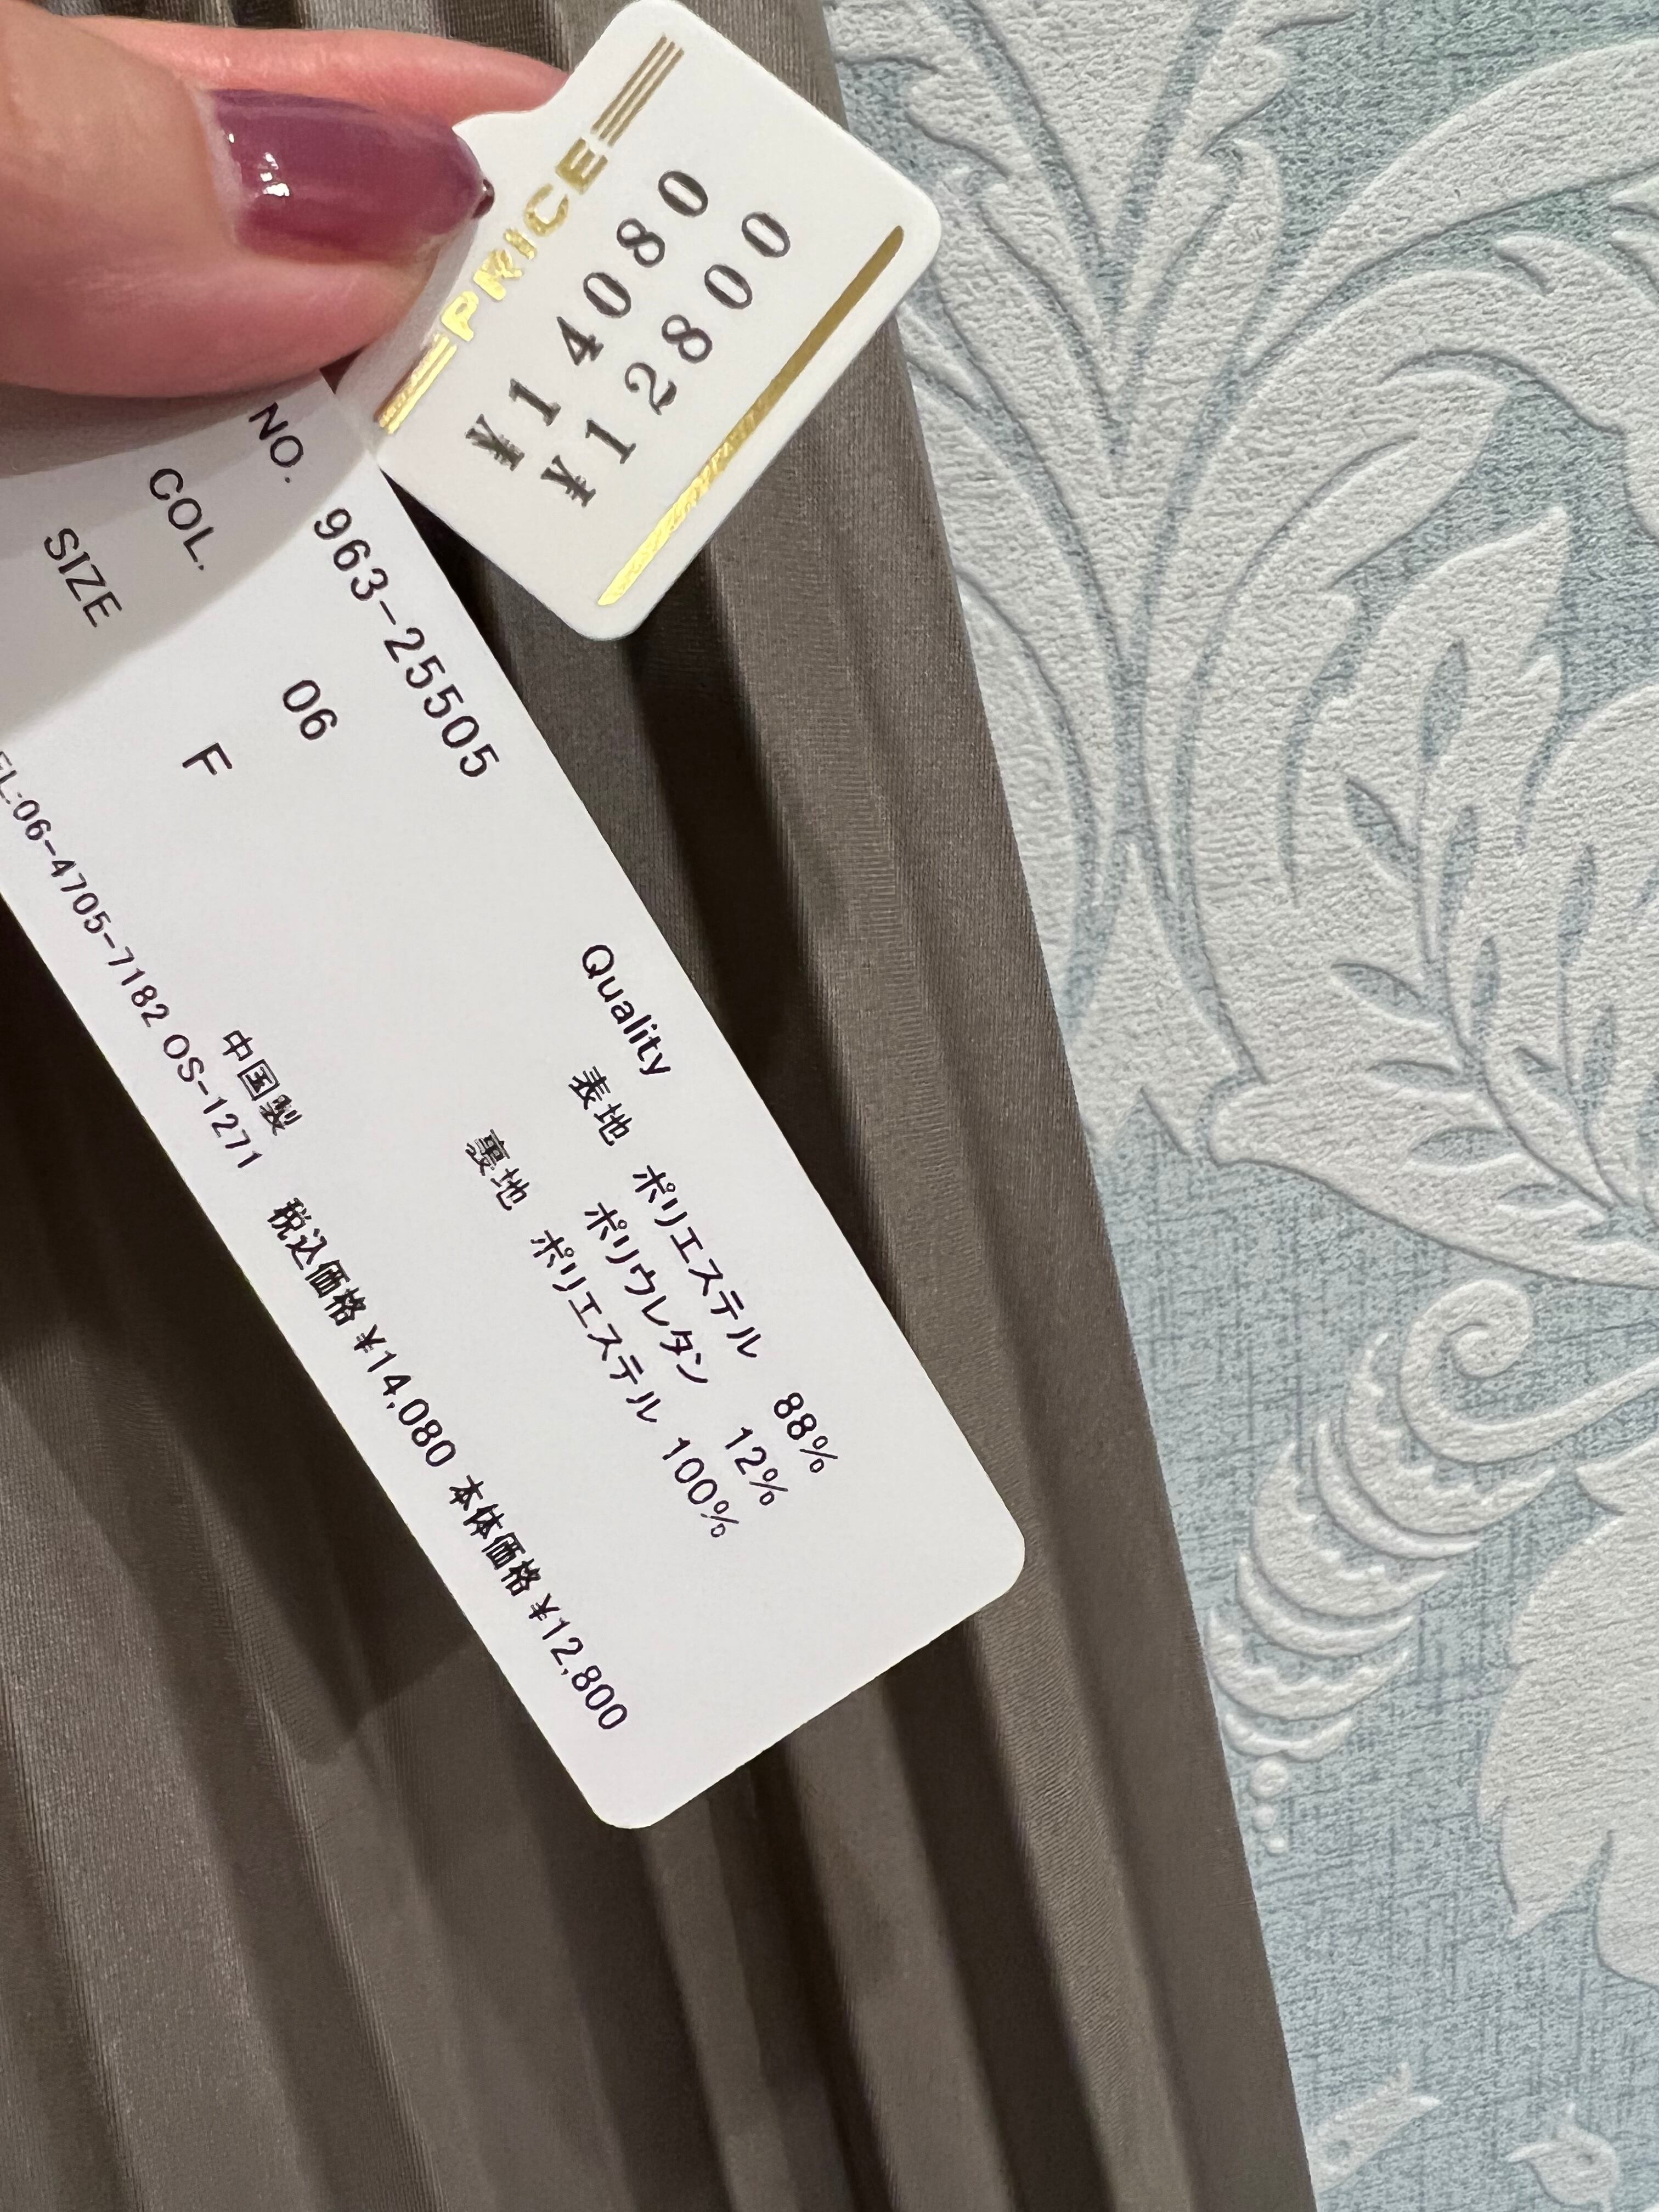 PRICE
¥14080
¥12800
NO. 963-25505
COL. 06
SIZE F
Quality
表地 ポリエステル 88%
ポリウレタン 12%
裏地 ポリエステル 100%
中国製
EL:06-4705-7182 OS-1271 税込価格 ¥14,080 本体価格 ¥12,800